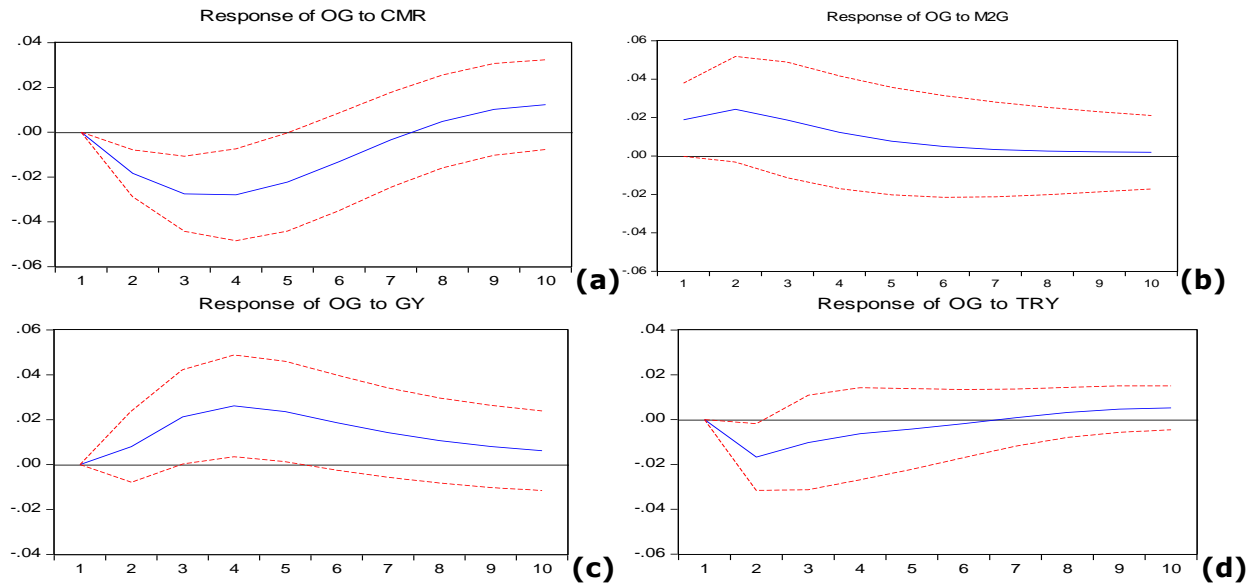 Response of OG to CMR
.04
.02
.00
-.02
-.04
-.06
1 2 3 4 5 6 7 8 9 10
(a)
Response of OG to M2G
.06
.04
.02
.00
-.02
-.04
-.06
1 2 3 4 5 6 7 8 9 10
(b)
Response of OG to GY
.06
.04
.02
.00
-.02
-.04
1 2 3 4 5 6 7 8 9 10
(c)
Response of OG to TRY
.04
.02
.00
-.02
-.04
-.06
1 2 3 4 5 6 7 8 9 10
(d)